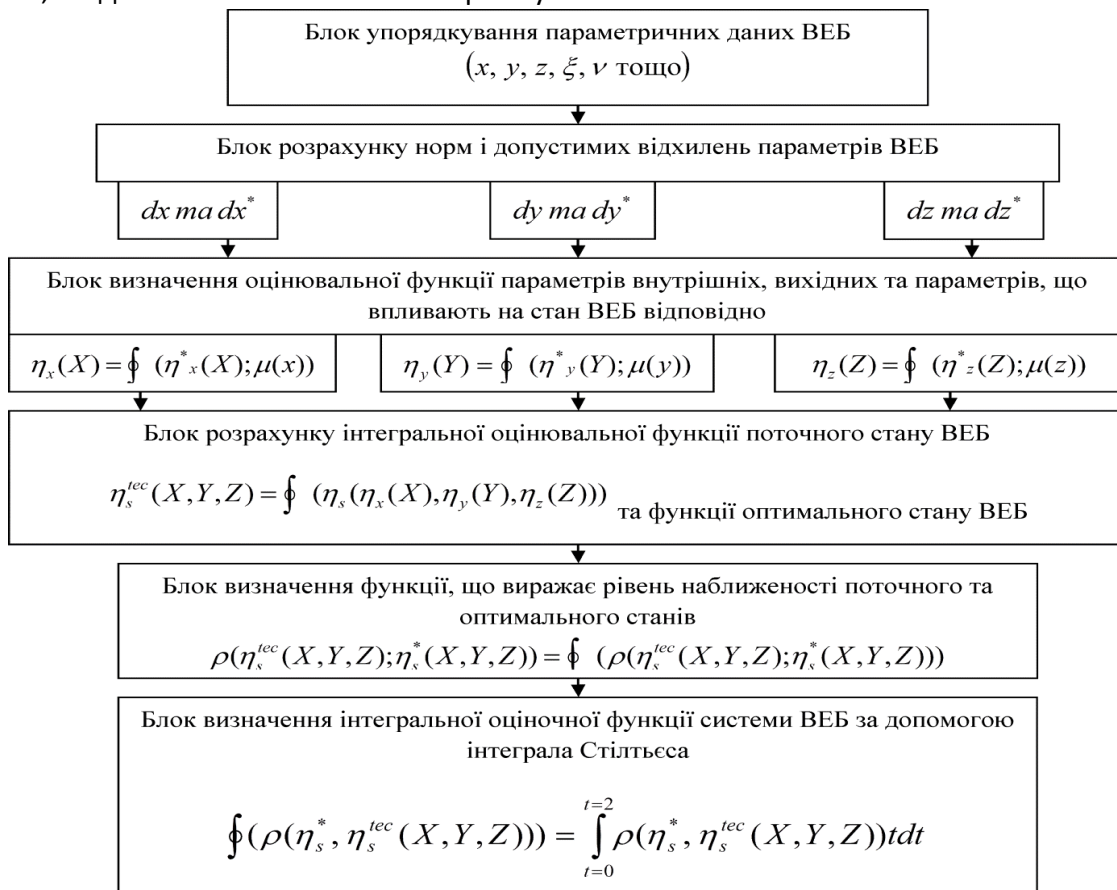 Блок упорядкування параметричних даних ВЕБ
(x, y, z, ξ, ν тощо)
Блок розрахунку норм і допустимих відхилень параметрів ВЕБ
dx ma dx*
dy ma dy*
dz ma dz*
Блок визначення оцінювальної функції параметрів внутрішніх, вихідних та параметрів, що
впливають на стан ВЕБ відповідно
η_x(X) = ∮ (η*_x(X); μ(x))
η_y(Y) = ∮ (η*_y(Y); μ(y))
η_z(Z) = ∮ (η*_z(Z); μ(z))
Блок розрахунку інтегральної оцінювальної функції поточного стану ВЕБ
η_s^tec(X,Y,Z) = ∮ (η_s(η_x(X),η_y(Y),η_z(Z))) та функції оптимального стану ВЕБ
Блок визначення функції, що виражає рівень наближеності поточного та
оптимального станів
ρ(η_s^tec(X,Y,Z);η_s^*(X,Y,Z)) = ∮ (ρ(η_s^tec(X,Y,Z);η_s^*(X,Y,Z)))
Блок визначення інтегральної оціночної функції системи ВЕБ за допомогою
інтеграла Стілтьєса
t=2
∮(ρ(η_s^*, η_s^tec(X,Y,Z))) = ∫ρ(η_s^*, η_s^tec(X,Y,Z))tdt
t=0